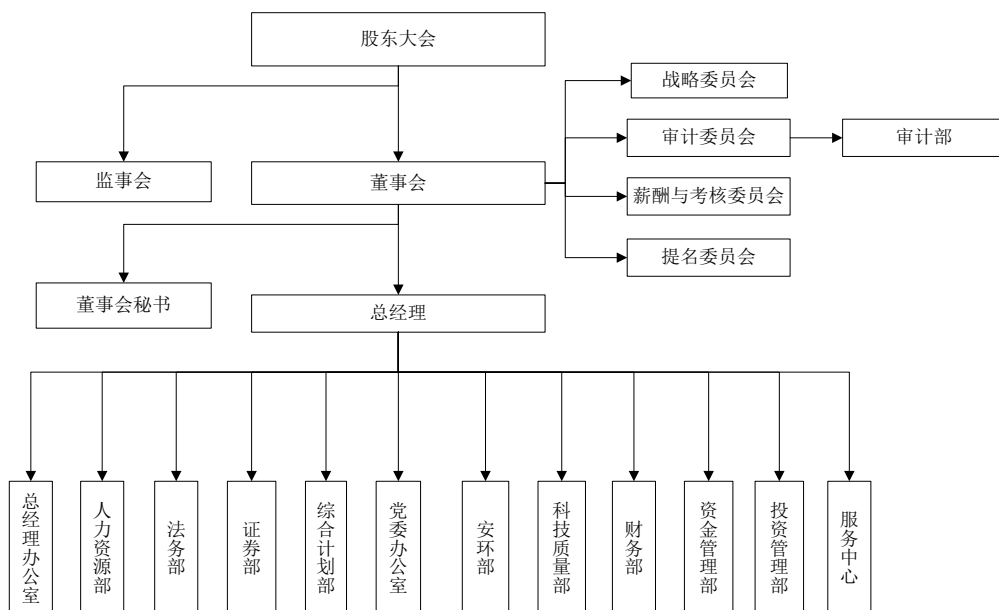 股东大会
战略委员会
审计委员会
审计部
监事会
董事会
薪酬与考核委员会
提名委员会
董事会秘书
总经理
总经理办公室
人力资源部
法务部
证券部
综合计划部
党委办公室
安环部
科技质量部
财务部
资金管理部
投资管理部
服务中心